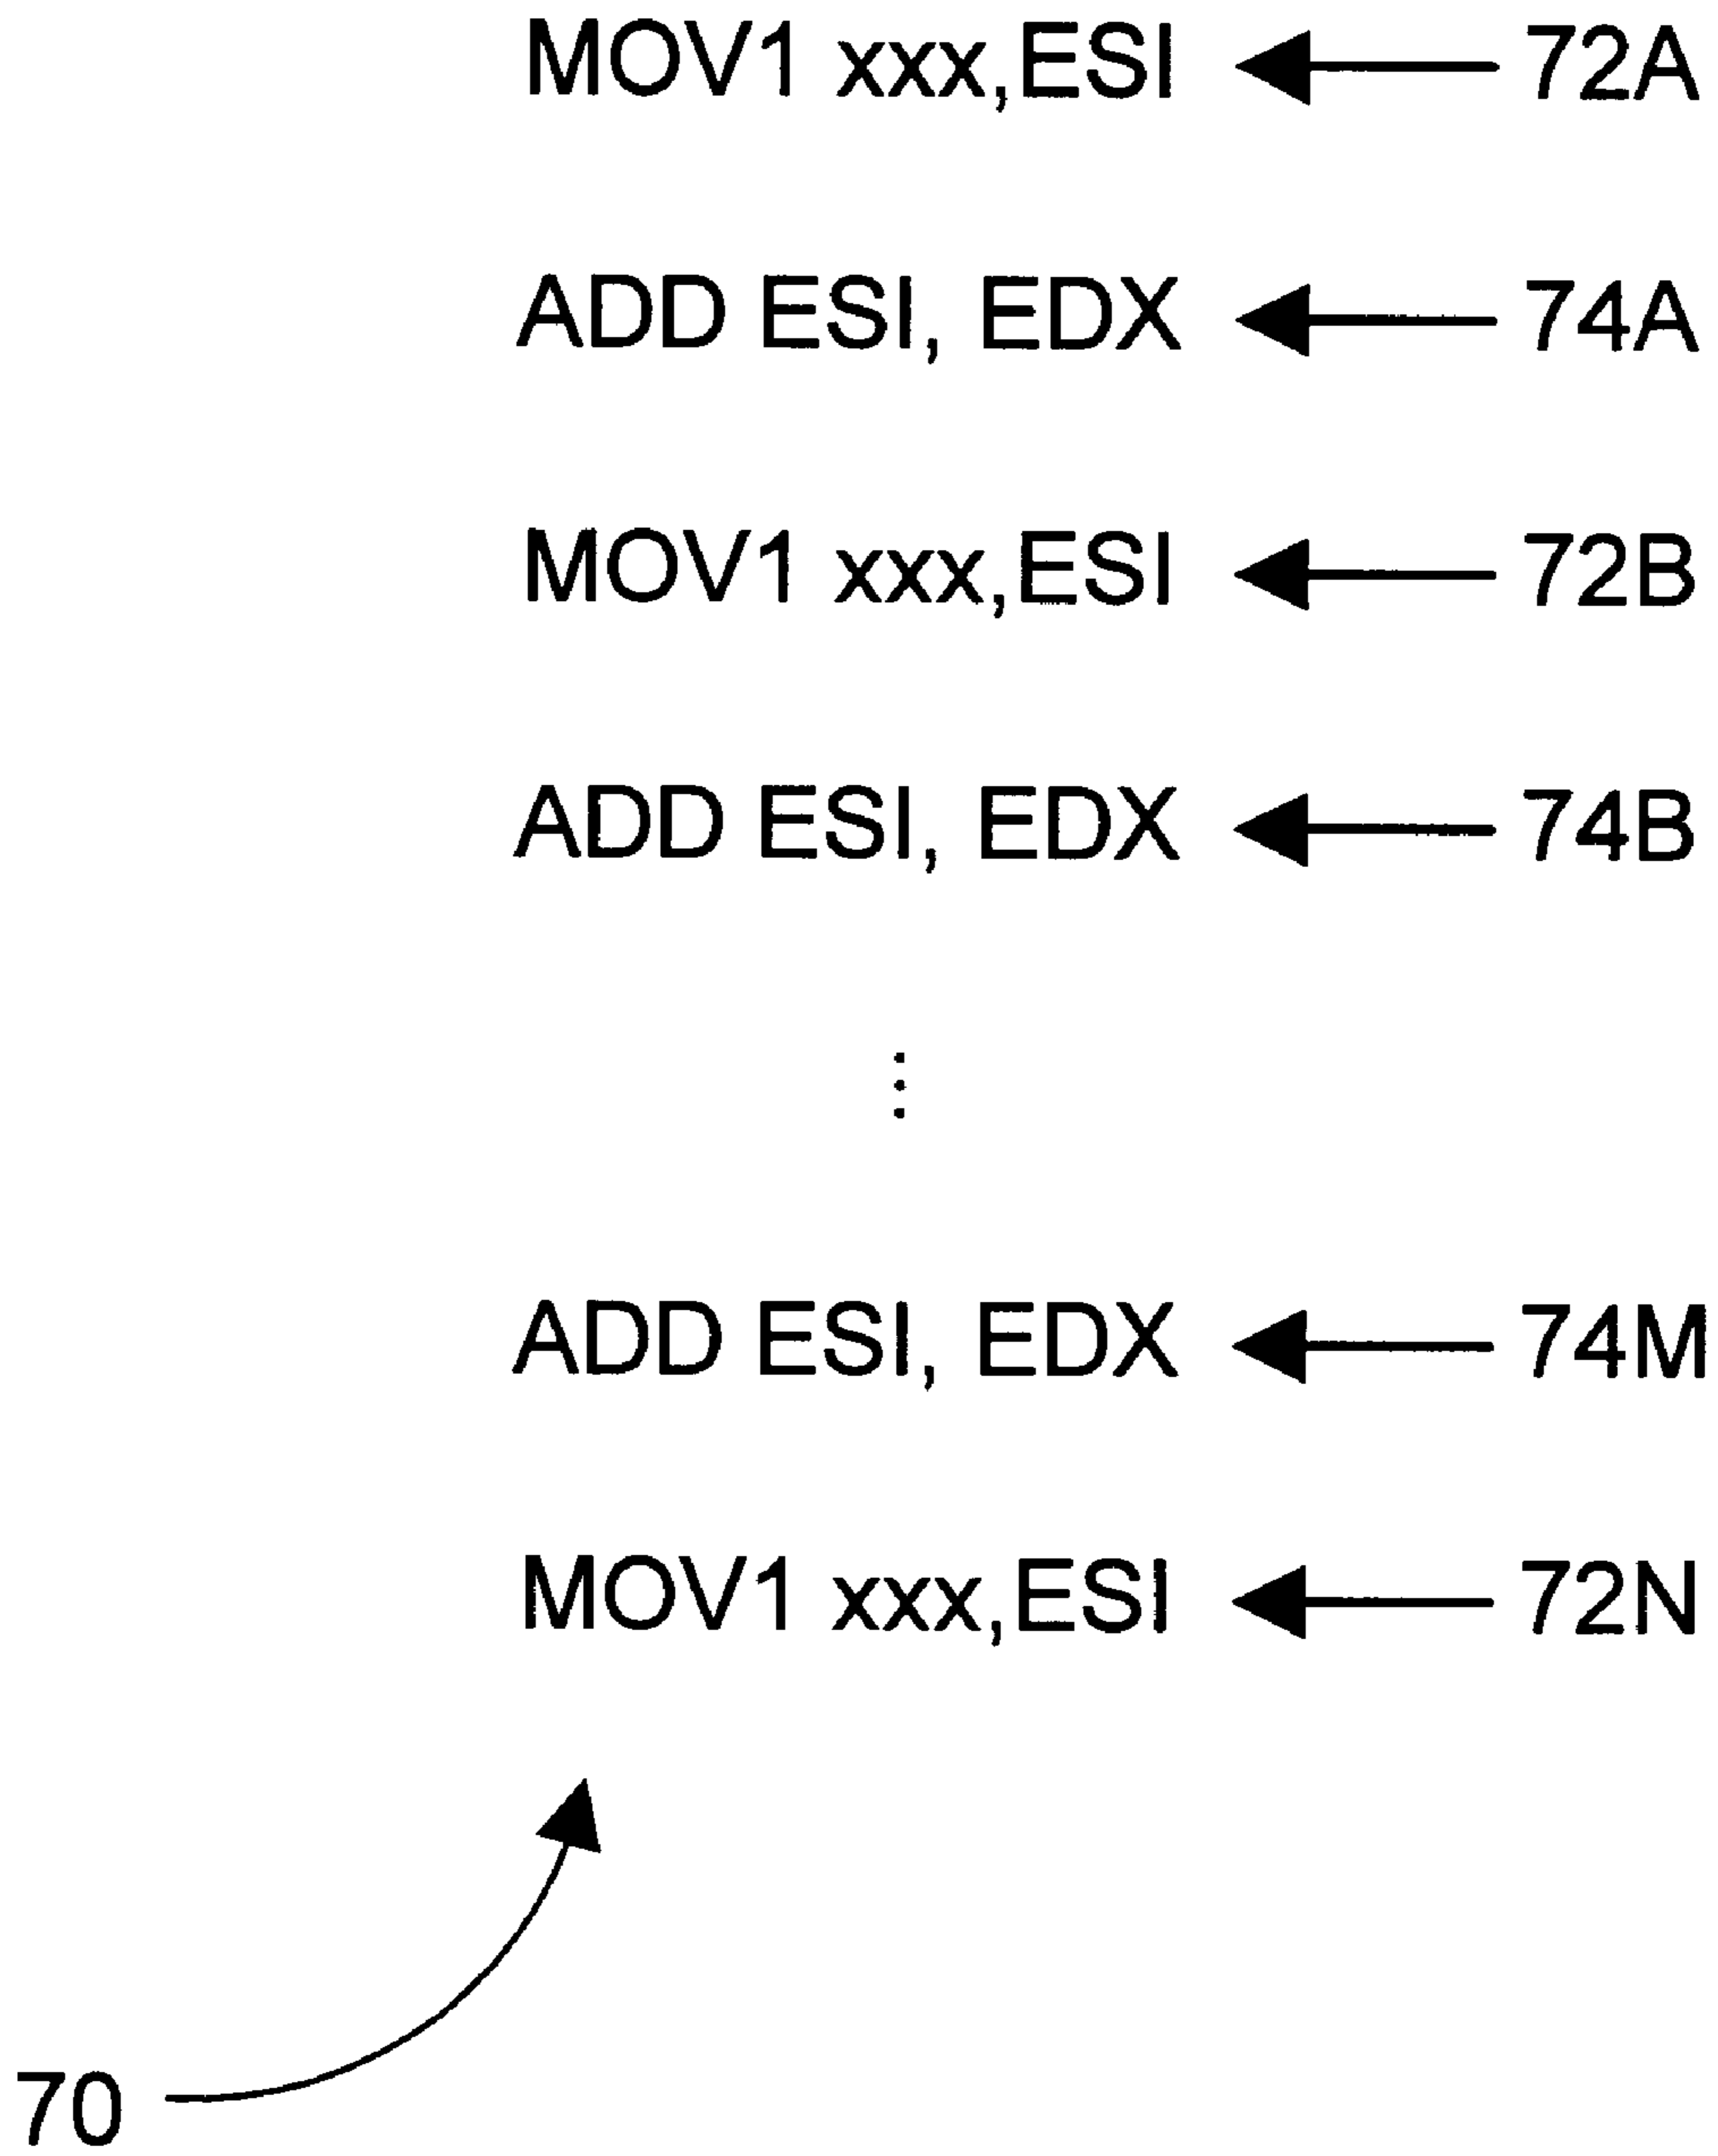 MOV1 xxx,ESI 72A
ADD ESI, EDX 74A
MOV1 xxx,ESI 72B
ADD ESI, EDX 74B
⋮
ADD ESI, EDX 74M
MOV1 xxx,ESI 72N
70